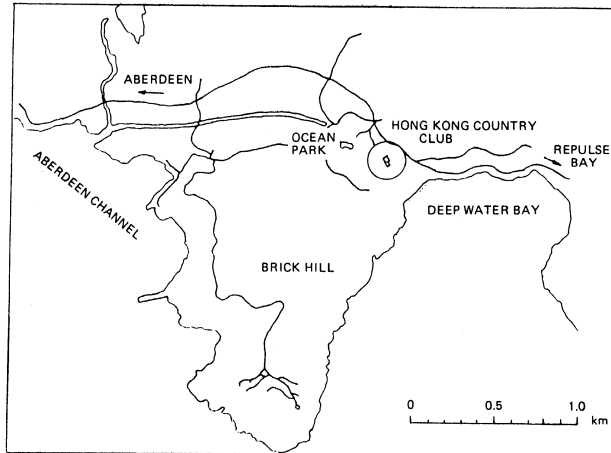 ABERDEEN
OCEAN
PARK
HONG KONG COUNTRY
CLUB
REPULSE
BAY
ABERDEEN CHANNEL
DEEP WATER BAY
BRICK HILL
0 0.5 1.0
km